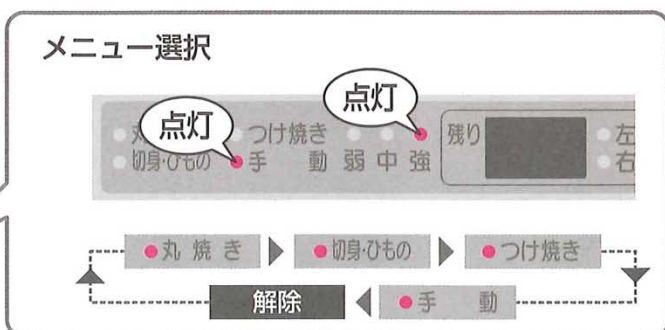 メニュー選択
点灯
点灯
つけ焼き
残り
左
切身・ひもの
手 動
弱 中 強
右
丸 焼 き
切身・ひもの
つけ焼き
解除
手 動